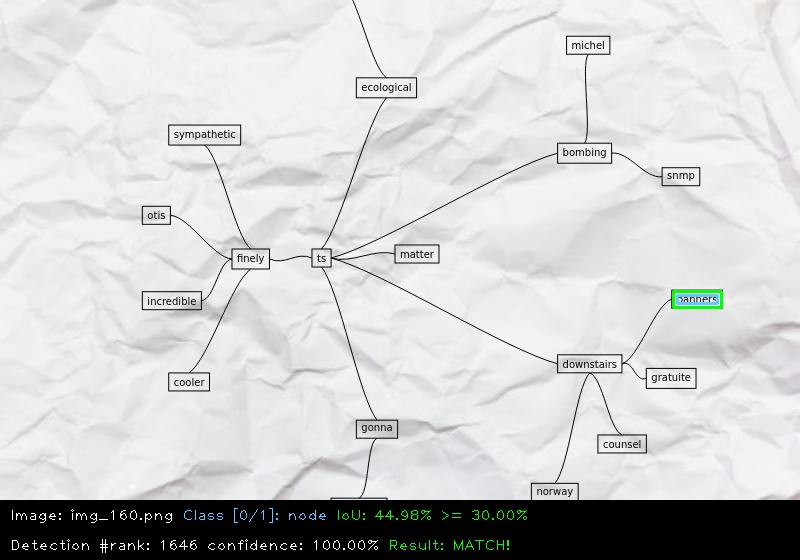 michel
ecological
sympathetic
bombing
snmp
otis
matter
finely
ts
incredible
banners
downstairs
gratuite
cooler
gonna
counsel
norway
Image: img_160.png Class [0/1]: node IoU: 44.98% >= 30.00%
Detection #rank: 1646 confidence: 100.00% Result: MATCH!